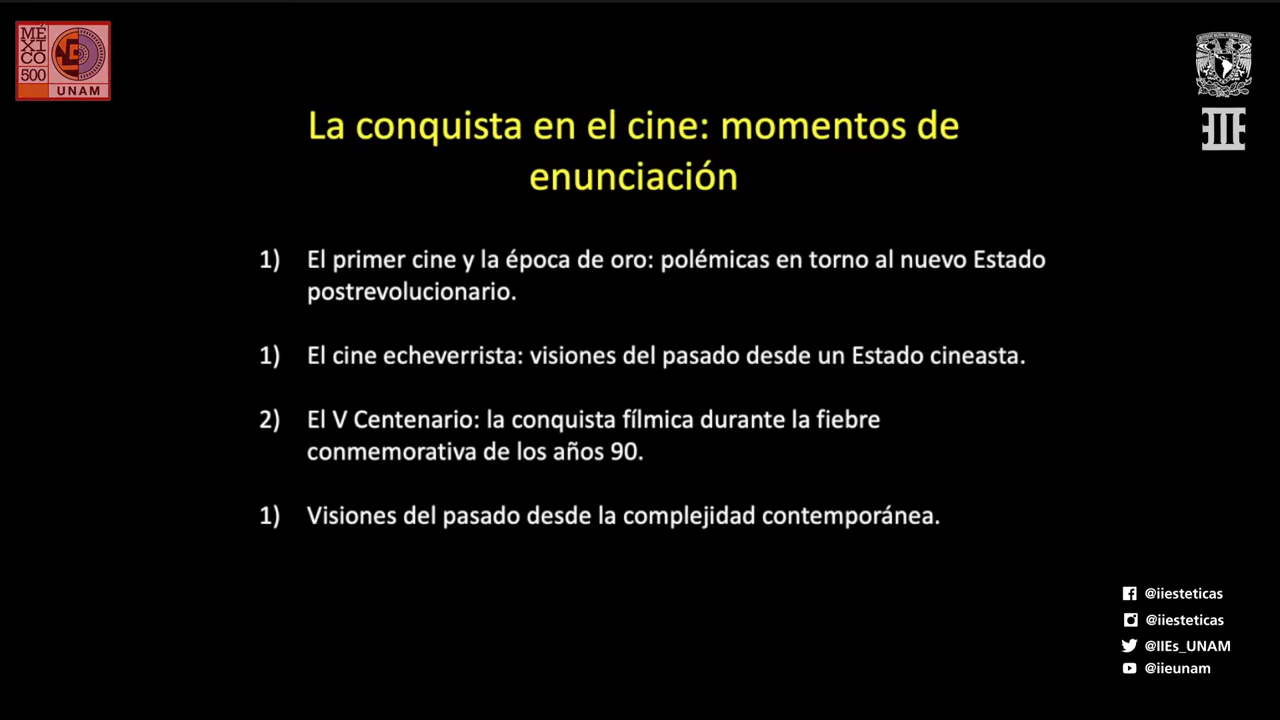 MÉ
XI
CO
500
UNAM
La conquista en el cine: momentos de
enunciación
1) El primer cine y la época de oro: polémicas en torno al nuevo Estado
postrevolucionario.
1) El cine echeverrista: visiones del pasado desde un Estado cineasta.
2) El V Centenario: la conquista fílmica durante la fiebre
conmemorativa de los años 90.
1) Visiones del pasado desde la complejidad contemporánea.
@iiesteticas
@iiesteticas
@IIEs_UNAM
@iieunam